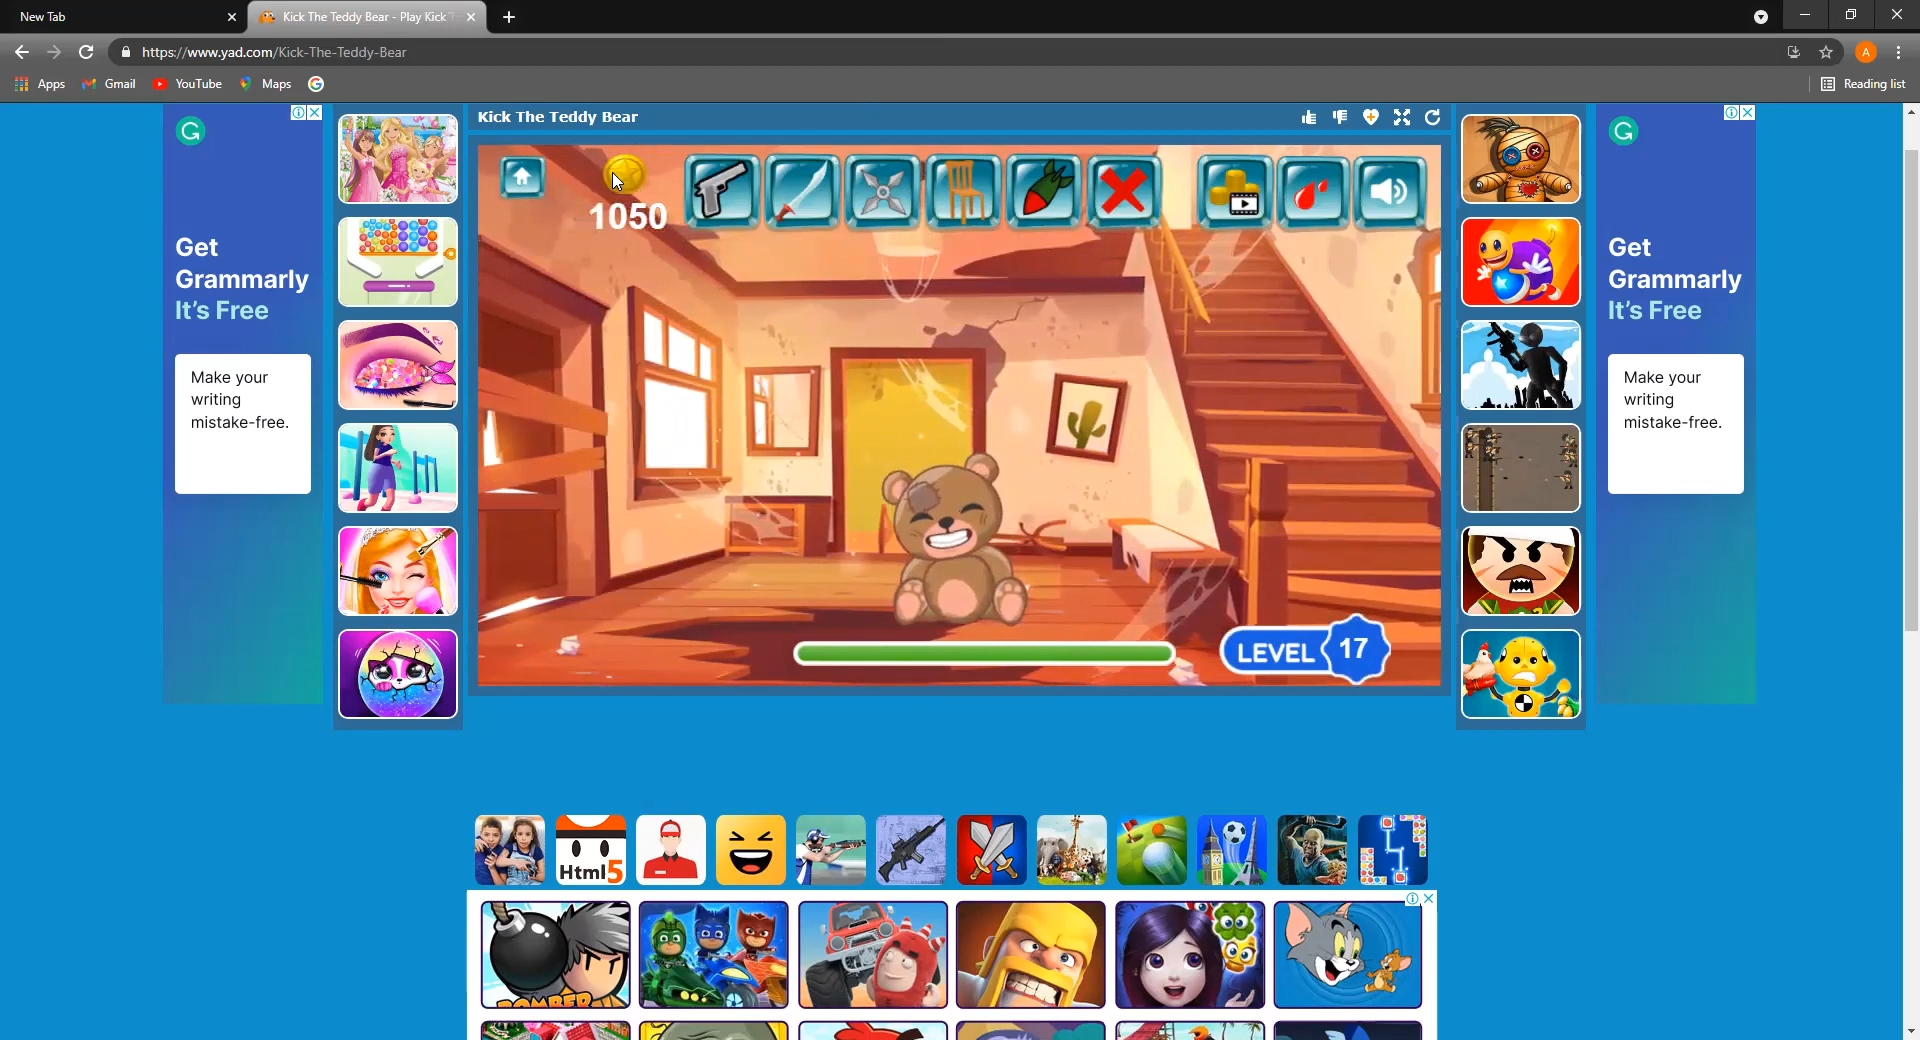 New Tab
Kick The Teddy Bear - Play Kick T
https://www.yad.com/Kick-The-Teddy-Bear
Apps
Gmail
YouTube
Maps
Reading list
Get
Grammarly
It's Free
Make your
writing
mistake-free.
Kick The Teddy Bear
1050
LEVEL 17
Get
Grammarly
It's Free
Make your
writing
mistake-free.
Html5
BOMBER